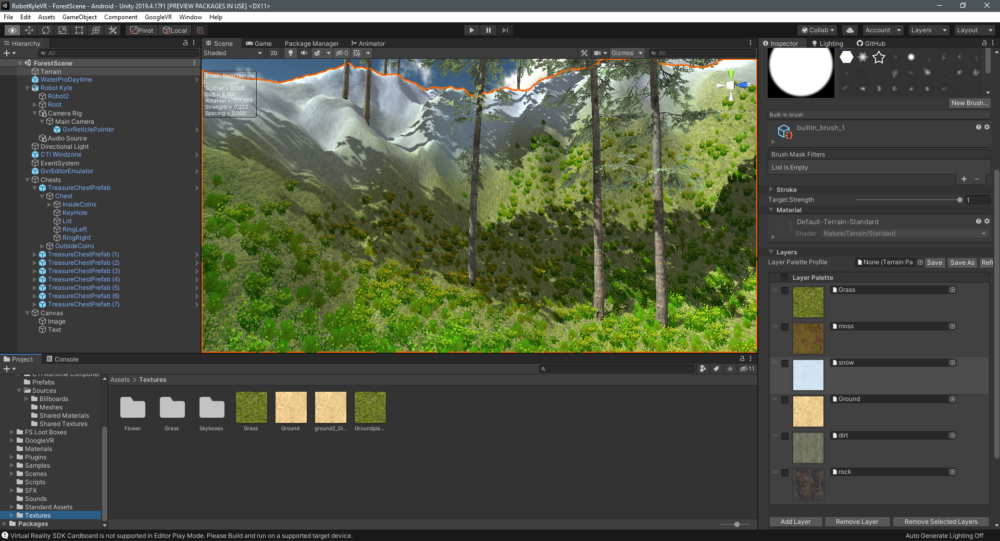 RobotKyleVR - ForestScene - Android - Unity 2019.4.17f1 [PREVIEW PACKAGES IN USE] <DX11>
File Edit Assets GameObject Component GoogleVR Window Help
Pivot Local Collab Account Layers Layout
Hierarchy
All
ForestScene
Terrain
WaterProDaytime
Robot Kyle
Robot2
Root
Camera Rig
Main Camera
GvrReticlePointer
Audio Source
Directional Light
CTI Windzone
EventSystem
GvrEditorEmulator
Chests
TreasureChestPrefab
Chest
InsideCoins
KeyHole
Lid
RingLeft
RingRight
OutsideCoins
TreasureChestPrefab (1)
TreasureChestPrefab (2)
TreasureChestPrefab (3)
TreasureChestPrefab (4)
TreasureChestPrefab (5)
TreasureChestPrefab (6)
TreasureChestPrefab (7)
Canvas
Image
Text
Scene Game Package Manager Animator
Shaded 2D 0 Gizmos All
Brush: PaintTexture
Scatter = 0,000
Size = 5,000
Rotation = 177,559
Strength = 0,223
Spacing = 0,000
z
Persp
Inspector Lighting GitHub
New Brush...
Built-in brush
builtin_brush_1
Brush Mask Filters
List is Empty
Stroke
Target Strength 1
Material
Default-Terrain-Standard
Shader Nature/Terrain/Standard
Layers
Layer Palette Profile None (Terrain Pa Save Save As Refr
Layer Palette
Grass
moss
snow
Ground
dirt
rock
Add Layer Remove Layer Remove Selected Layers
Project Console
11
CTI Runtime Componer
Prefabs
Sources
Billboards
Meshes
Shared Materials
Shared Textures
FS Loot Boxes
GoogleVR
Materials
Plugins
Samples
Scenes
Scripts
SFX
Sounds
Standard Assets
Textures
Packages
Assets > Textures
Flower Grass Skyboxes Grass Ground ground2_Di... Groundpla...
Virtual Reality SDK Cardboard is not supported in Editor Play Mode. Please Build and run on a supported target device.
Auto Generate Lighting Off